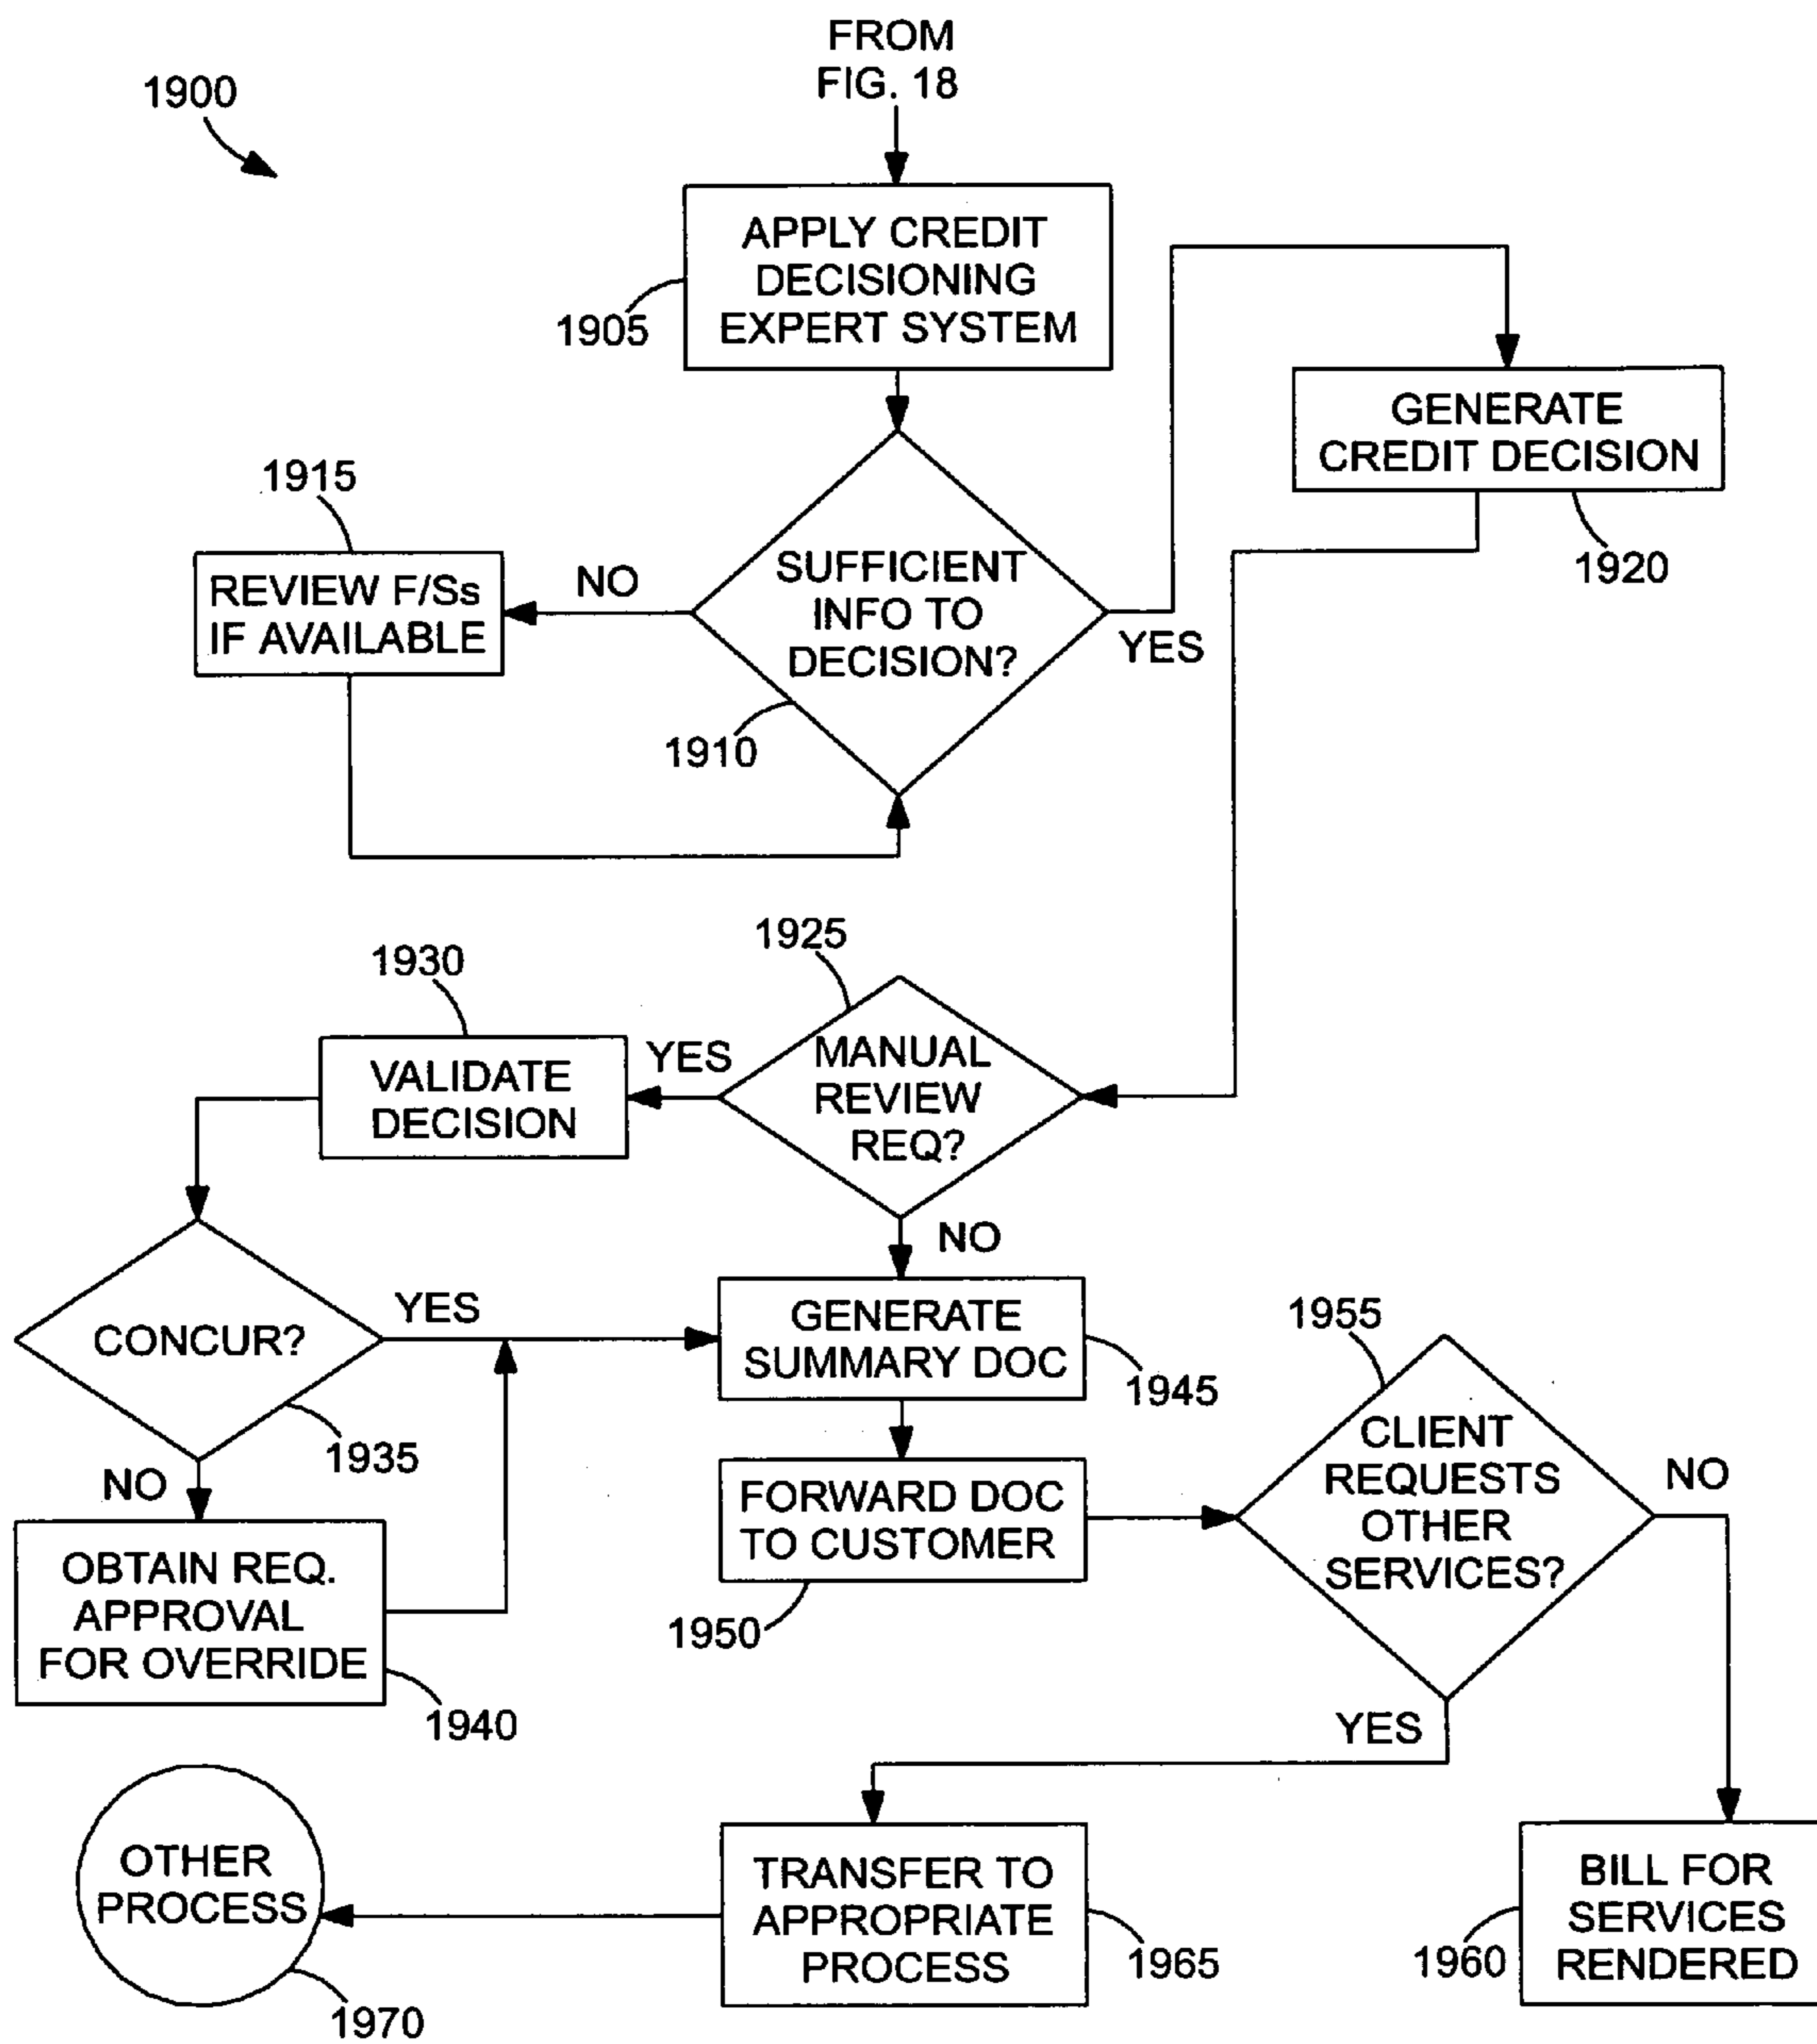 FROM
FIG. 18
1900
APPLY CREDIT
DECISIONING
EXPERT SYSTEM
1905
GENERATE
CREDIT DECISION
1920
1915
REVIEW F/Ss
IF AVAILABLE
NO
SUFFICIENT
INFO TO
DECISION?
YES
1910
1925
1930
VALIDATE
DECISION
YES
MANUAL
REVIEW
REQ?
NO
CONCUR?
YES
1935
NO
GENERATE
SUMMARY DOC
1945
1955
CLIENT
REQUESTS
OTHER
SERVICES?
NO
FORWARD DOC
TO CUSTOMER
1950
OBTAIN REQ.
APPROVAL
FOR OVERRIDE
1940
YES
OTHER
PROCESS
1970
TRANSFER TO
APPROPRIATE
PROCESS
1965
BILL FOR
SERVICES
RENDERED
1960